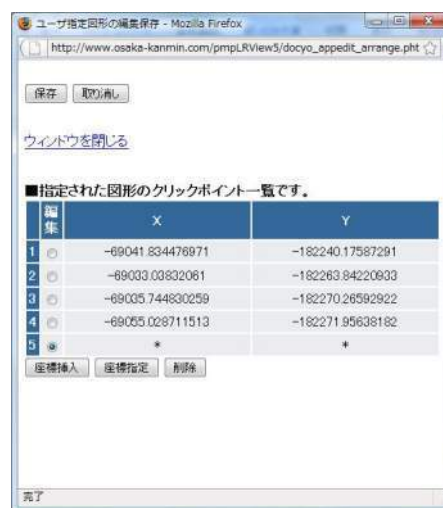 ユーザ指定図形の編集保存 - Mozilla Firefox
http://www.osaka-kanmin.com/pmpLRView5/docyo_appedit_arrange.pht
保存 取り消し
ウィンドウを閉じる
■指定された図形のクリックポイント一覧です。
編集 X Y
1 -69041.834476971 -182240.17587291
2 -69033.03832061 -182263.84220933
3 -69035.744830259 -182270.26592922
4 -69055.028711513 -182271.95638182
5 * *
座標挿入 座標指定 削除
完了